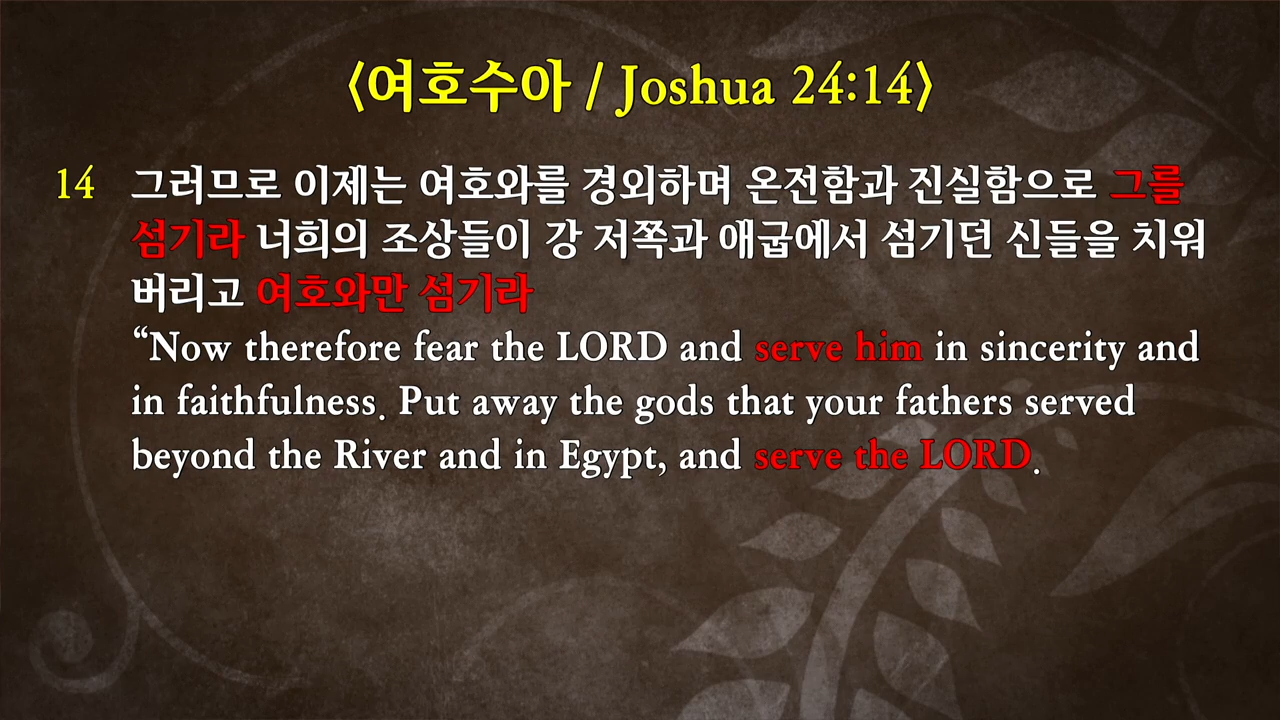 〈여호수아 / Joshua 24:14〉
14 그러므로 이제는 여호와를 경외하며 온전함과 진실함으로 그를
섬기라 너희의 조상들이 강 저쪽과 애굽에서 섬기던 신들을 치워
버리고 여호와만 섬기라
“Now therefore fear the LORD and serve him in sincerity and
in faithfulness. Put away the gods that your fathers served
beyond the River and in Egypt, and serve the LORD.